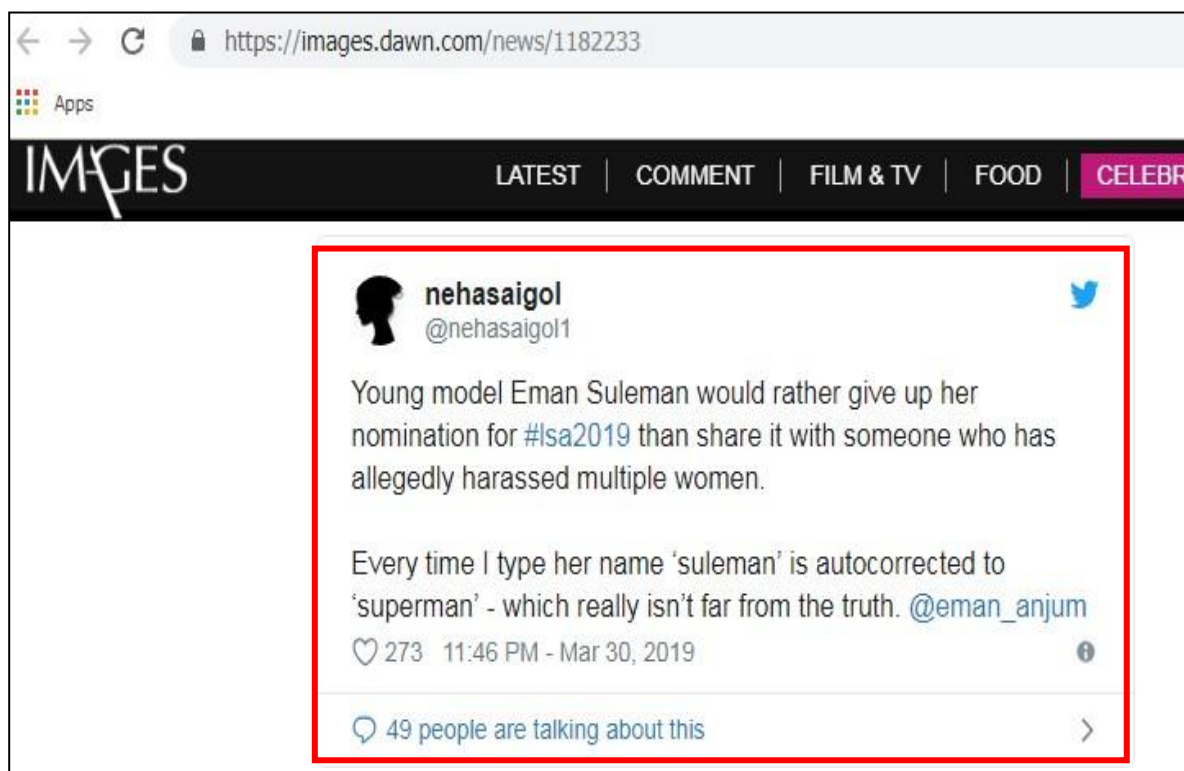 https://images.dawn.com/news/1182233
Apps
IMAGES
LATEST | COMMENT | FILM & TV | FOOD | CELEBR
nehasaigol
@nehasaigol1
Young model Eman Suleman would rather give up her
nomination for #lsa2019 than share it with someone who has
allegedly harassed multiple women.
Every time I type her name ‘suleman’ is autocorrected to
‘superman’ - which really isn’t far from the truth. @eman_anjum
273 11:46 PM - Mar 30, 2019
49 people are talking about this